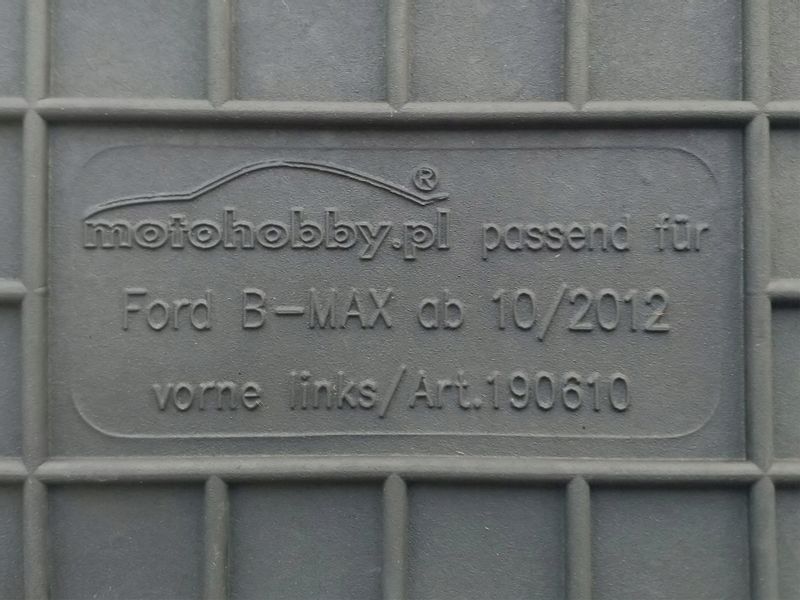 ®
motohobby.pl passend für
Ford B-MAX ab 10/2012
vorne links/Art.190610